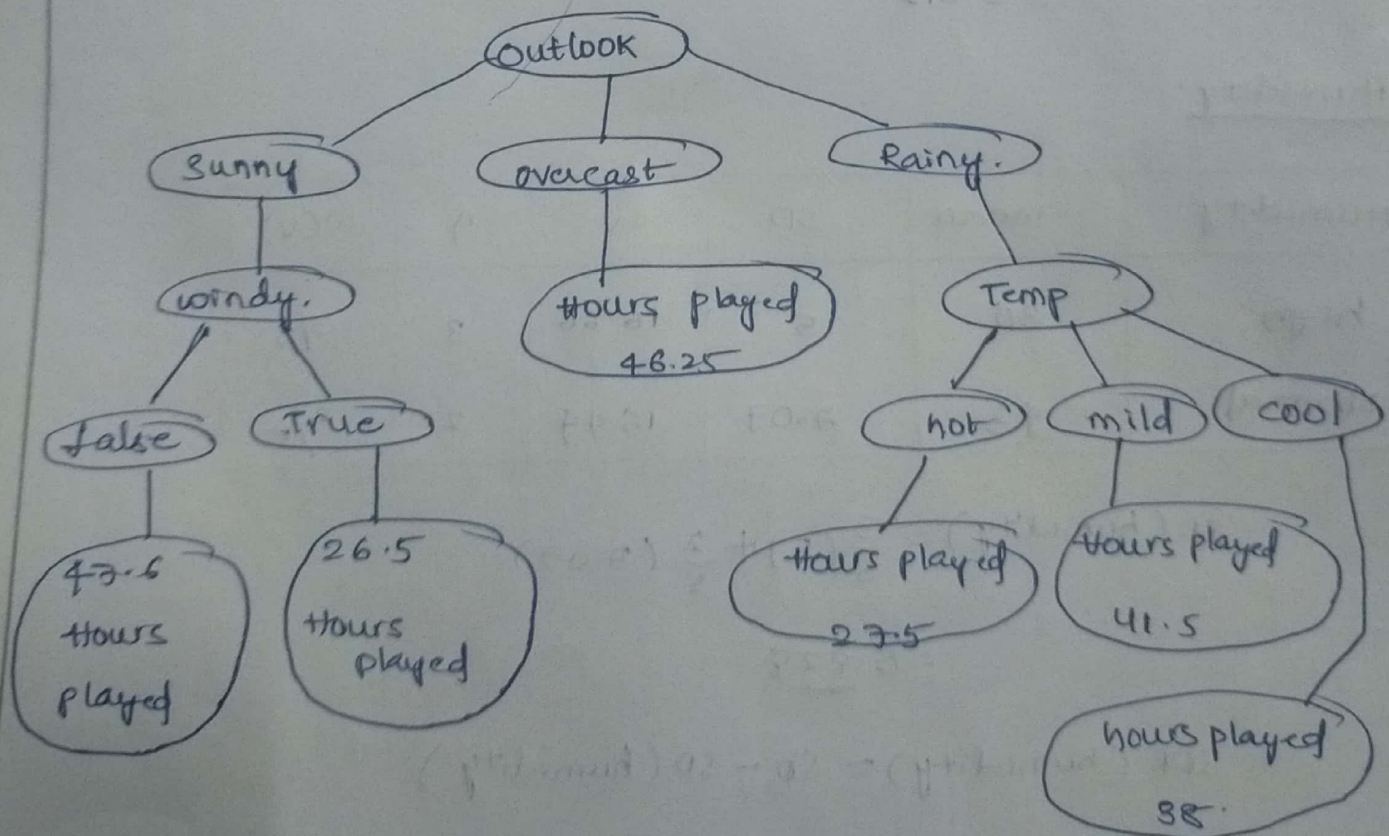 Outlook
Sunny
overcast
Rainy.
windy.
Hours played
46.25
Temp
false
True
hot
mild
cool
47.6
Hours
played
26.5
Hours
played
Hours played
27.5
Hours played
41.5
hours played
38.